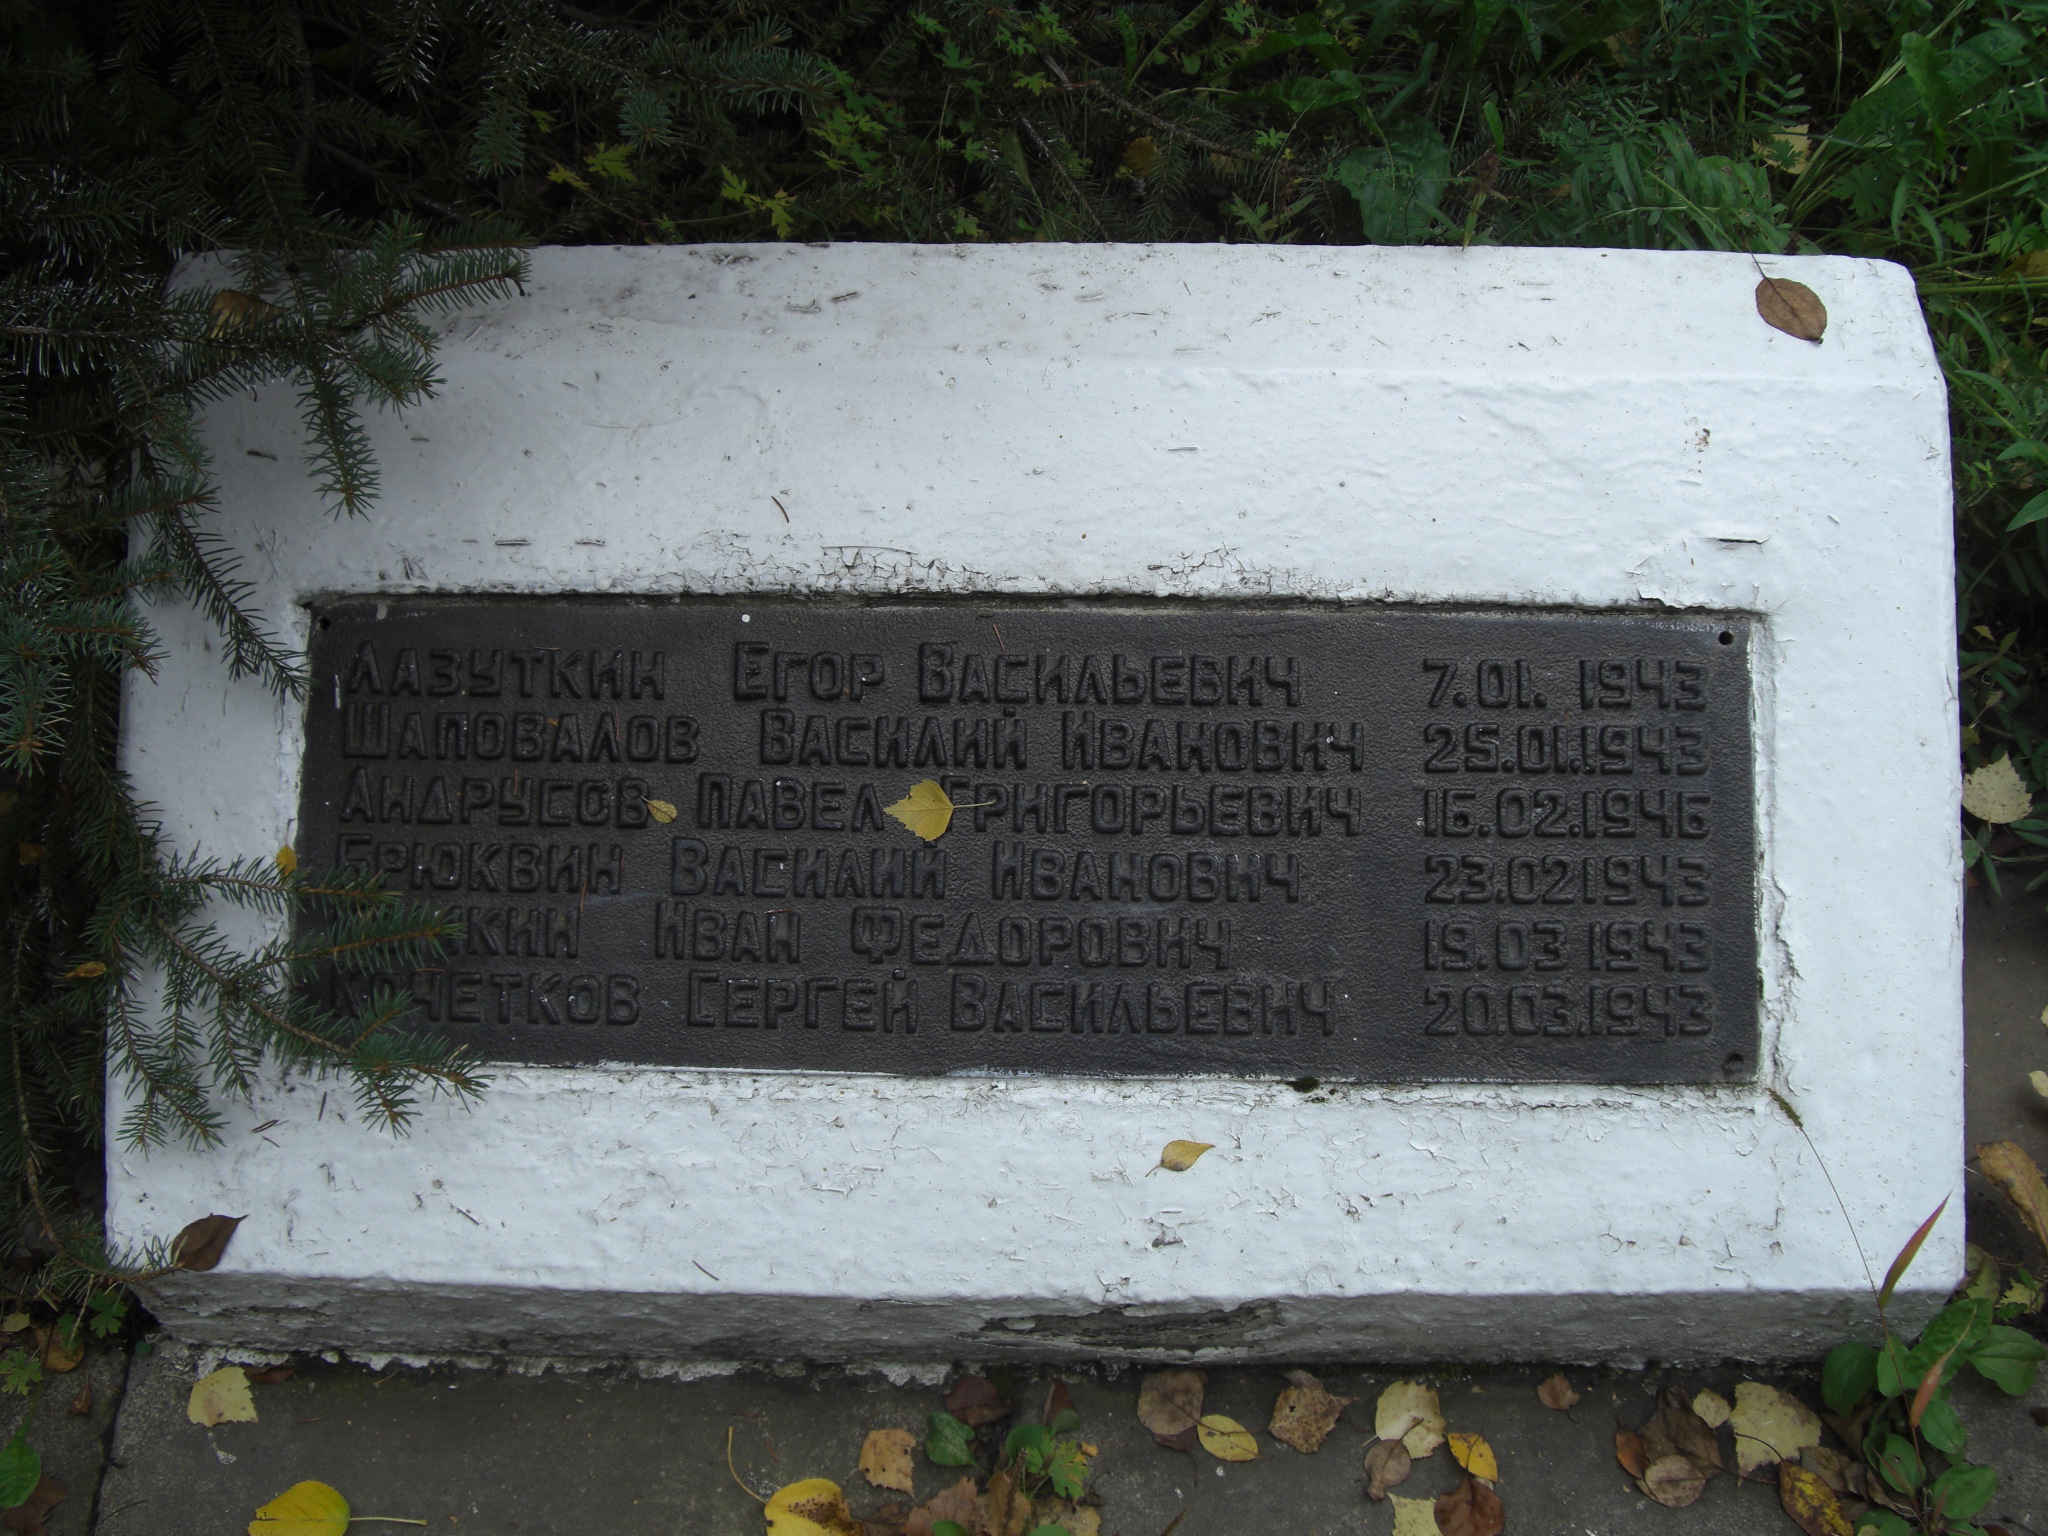 Лазуткин Егор Васильевич 7.01.1943
Шаповалов Василий Иванович 25.01.1943
Андрусов Павел Григорьевич 16.02.1946
Брюквин Василий Иванович 23.02.1943
Иван Федорович 19.03.1943
Кочетков Сергей Васильевич 20.03.1943